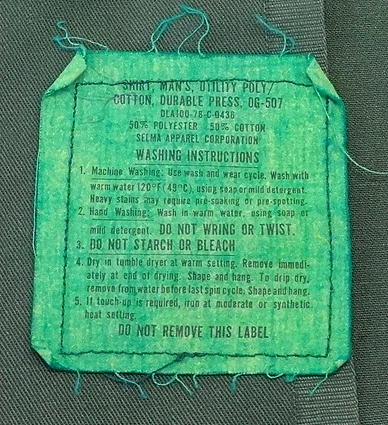 SHIRT, MAN'S, UTILITY POLY/
COTTON, DURABLE PRESS, OG-507
DLA100-78-C-0436
50% POLYESTER 50% COTTON
SELMA APPAREL CORPORATION
WASHING INSTRUCTIONS
1. Machine Washing: Use wash and wear cycle. Wash with
warm water (120°F (49°C), using soap or mild detergent.
Heavy stains may require pre-soaking or pre-spotting.
2. Hand Washing: Wash in warm water, using soap or
mild detergent. DO NOT WRING OR TWIST.
3. DO NOT STARCH OR BLEACH
4. Dry in tumble dryer at warm setting. Remove immedi-
ately at end of drying. Shape and hang. To drip dry,
remove from water before last spin cycle. Shape and hang.
5. If touch-up is required, iron at moderate or synthetic
heat setting.
DO NOT REMOVE THIS LABEL